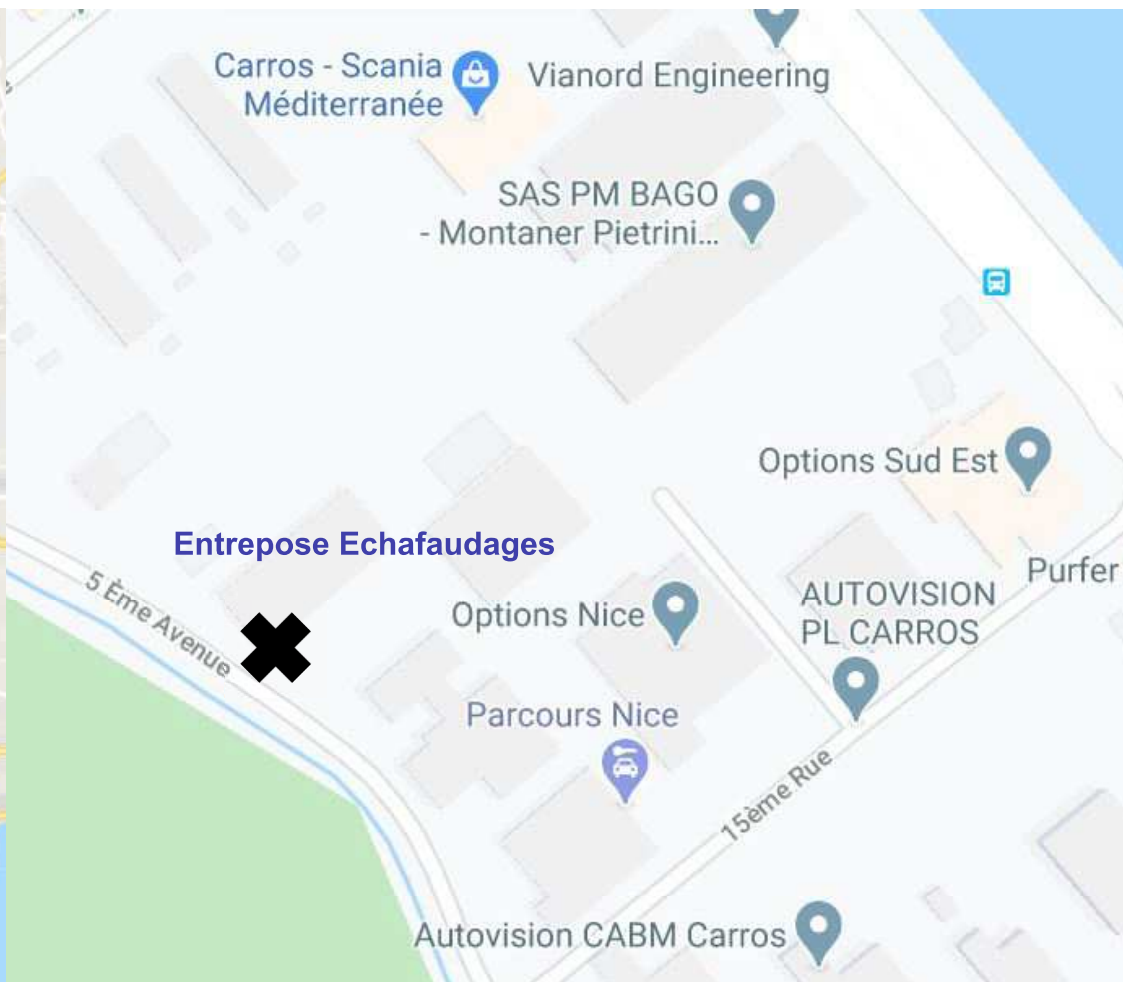 Carros - Scania
Méditerranée
Vianord Engineering
SAS PM BAGO
- Montaner Pietrini...
Options Sud Est
Entrepose Echafaudages
Purfer
5 Ème Avenue
AUTOVISION
PL CARROS
Options Nice
Parcours Nice
15ème Rue
Autovision CABM Carros